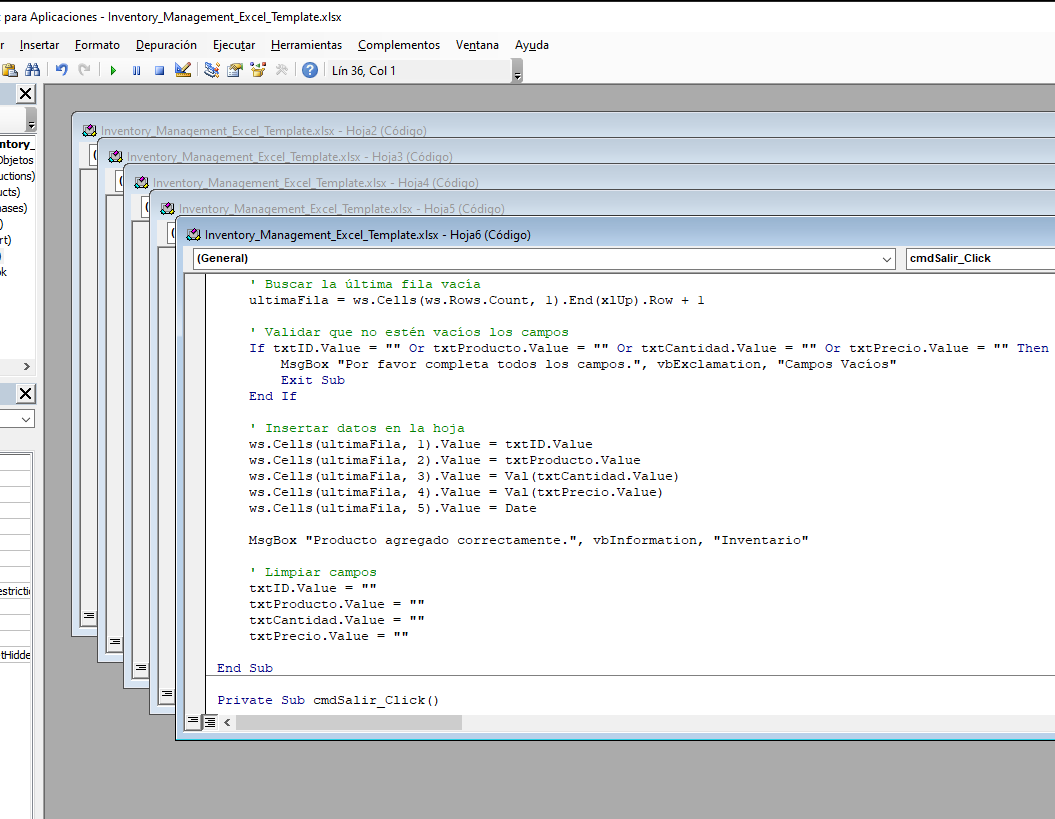 para Aplicaciones - Inventory_Management_Excel_Template.xlsx
Insertar Formato Depuración Ejecutar Herramientas Complementos Ventana Ayuda
Lín 36, Col 1
Inventory_Management_Excel_Template.xlsx - Hoja2 (Código)
ntory_
Inventory_Management_Excel_Template.xlsx - Hoja3 (Código)
Objetos
uctions)
Inventory_Management_Excel_Template.xlsx - Hoja4 (Código)
ucts)
hases)
Inventory_Management_Excel_Template.xlsx - Hoja5 (Código)
)
Inventory_Management_Excel_Template.xlsx - Hoja6 (Código)
rt)
)
(General) cmdSalir_Click
ok
' Buscar la última fila vacía
ultimaFila = ws.Cells(ws.Rows.Count, 1).End(xlUp).Row + 1
' Validar que no estén vacíos los campos
If txtID.Value = "" Or txtProducto.Value = "" Or txtCantidad.Value = "" Or txtPrecio.Value = "" Then
MsgBox "Por favor completa todos los campos.", vbExclamation, "Campos Vacíos"
Exit Sub
End If
' Insertar datos en la hoja
ws.Cells(ultimaFila, 1).Value = txtID.Value
ws.Cells(ultimaFila, 2).Value = txtProducto.Value
ws.Cells(ultimaFila, 3).Value = Val(txtCantidad.Value)
ws.Cells(ultimaFila, 4).Value = Val(txtPrecio.Value)
ws.Cells(ultimaFila, 5).Value = Date
MsgBox "Producto agregado correctamente.", vbInformation, "Inventario"
' Limpiar campos
txtID.Value = ""
estricti
txtProducto.Value = ""
txtCantidad.Value = ""
txtPrecio.Value = ""
tHidde
End Sub
Private Sub cmdSalir_Click()